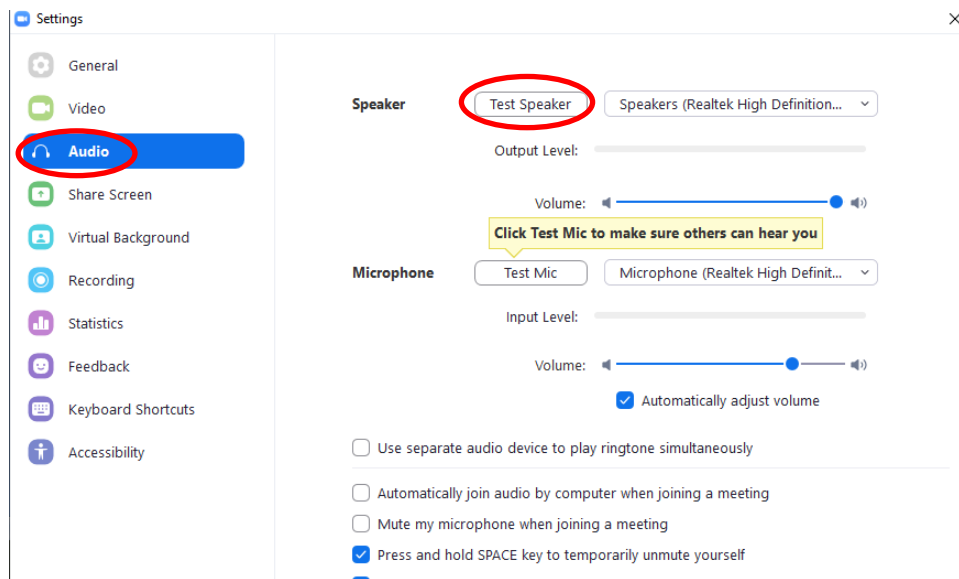 Settings
General
Video
Audio
Share Screen
Virtual Background
Recording
Statistics
Feedback
Keyboard Shortcuts
Accessibility
Speaker
Test Speaker
Speakers (Realtek High Definition...
Output Level:
Volume:
Click Test Mic to make sure others can hear you
Microphone
Test Mic
Microphone (Realtek High Definit...
Input Level:
Volume:
Automatically adjust volume
Use separate audio device to play ringtone simultaneously
Automatically join audio by computer when joining a meeting
Mute my microphone when joining a meeting
Press and hold SPACE key to temporarily unmute yourself